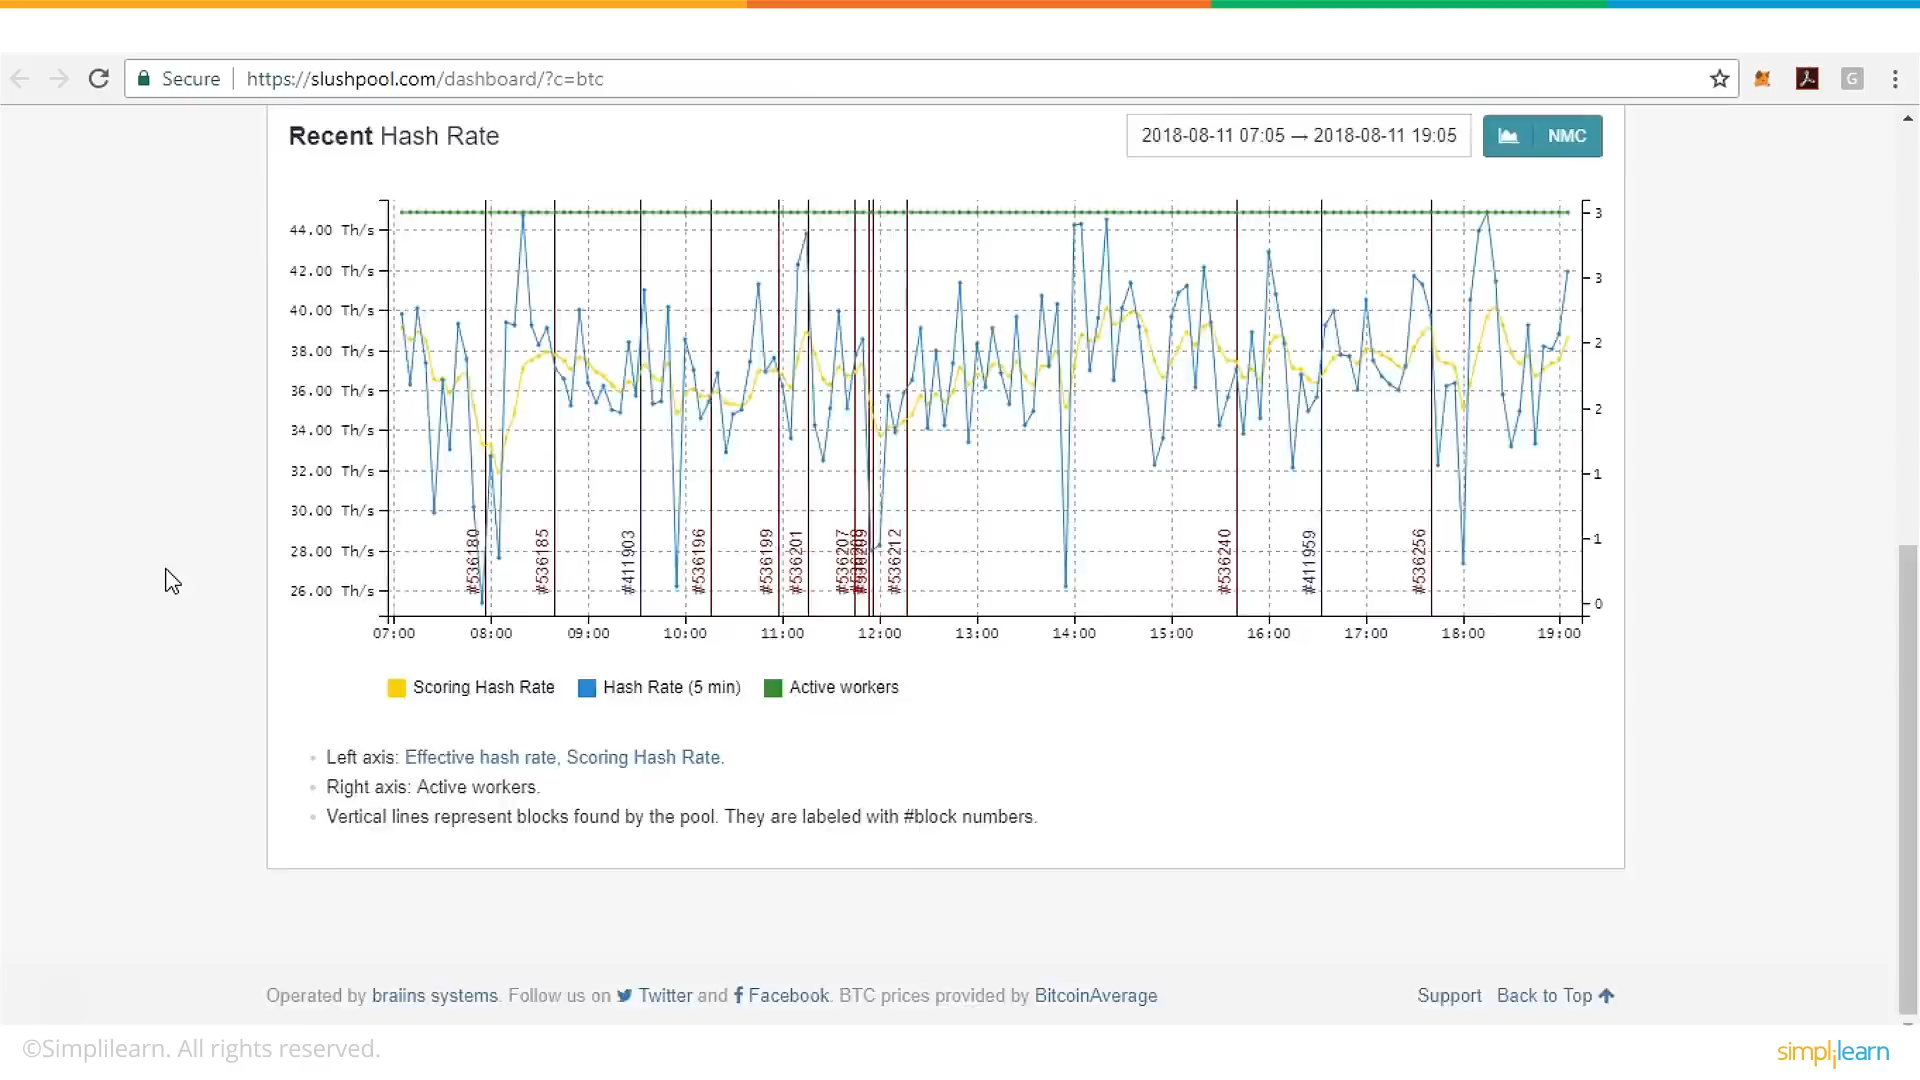 Secure https://slushpool.com/dashboard/?c=btc
G
Recent Hash Rate
2018-08-11 07:05 → 2018-08-11 19:05
NMC
44.00 Th/s
42.00 Th/s
40.00 Th/s
38.00 Th/s
36.00 Th/s
34.00 Th/s
32.00 Th/s
30.00 Th/s
28.00 Th/s
26.00 Th/s
3
3
2
2
1
1
0
#536180
#536185
#411903
#536196
#536199
#536201
#536207
#536212
#536240
#411959
#536256
07:00 08:00 09:00 10:00 11:00 12:00 13:00 14:00 15:00 16:00 17:00 18:00 19:00
Scoring Hash Rate Hash Rate (5 min) Active workers
Left axis: Effective hash rate, Scoring Hash Rate.
Right axis: Active workers.
Vertical lines represent blocks found by the pool. They are labeled with #block numbers.
Operated by braiins systems. Follow us on Twitter and Facebook. BTC prices provided by BitcoinAverage
Support Back to Top
©Simplilearn. All rights reserved.
simplilearn